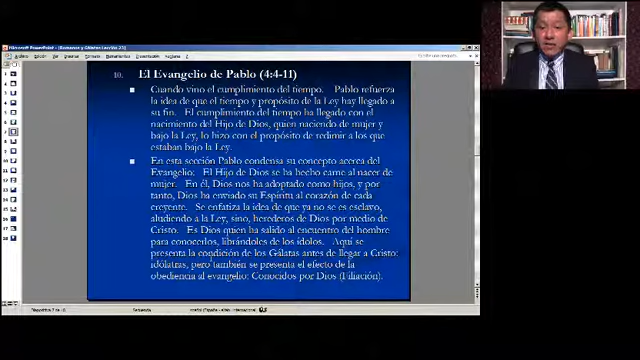 Microsoft PowerPoint - [Romanos y Gálatas Lección 23]
10. El Evangelio de Pablo (4:4-11)
Cuando vino el cumplimiento del tiempo. Pablo refuerza
la idea de que el tiempo y propósito de la Ley hay llegado a
su fin. El cumplimiento del tiempo ha llegado con el
nacimiento del Hijo de Dios, quien naciendo de mujer y
bajo la Ley, lo hizo con el propósito de redimir a los que
estaban bajo la Ley.
En esta sección Pablo condensa su concepto acerca del
Evangelio: El Hijo de Dios se ha hecho carne al nacer de
mujer. En él, Dios nos ha adoptado como hijos, y por
tanto, Dios ha enviado su Espíritu al corazón de cada
creyente. Se enfatiza la idea de que ya no se es esclavo,
aludiendo a la Ley, sino, herederos de Dios por medio de
Cristo. Es Dios quien ha salido al encuentro del hombre
para conocerlos, librándoles de los ídolos. Aquí se
presenta la condición de los Gálatas antes de llegar a Cristo:
idólatras, pero también se presenta el efecto de la
obediencia al evangelio: Conocidos por Dios (Filiación).